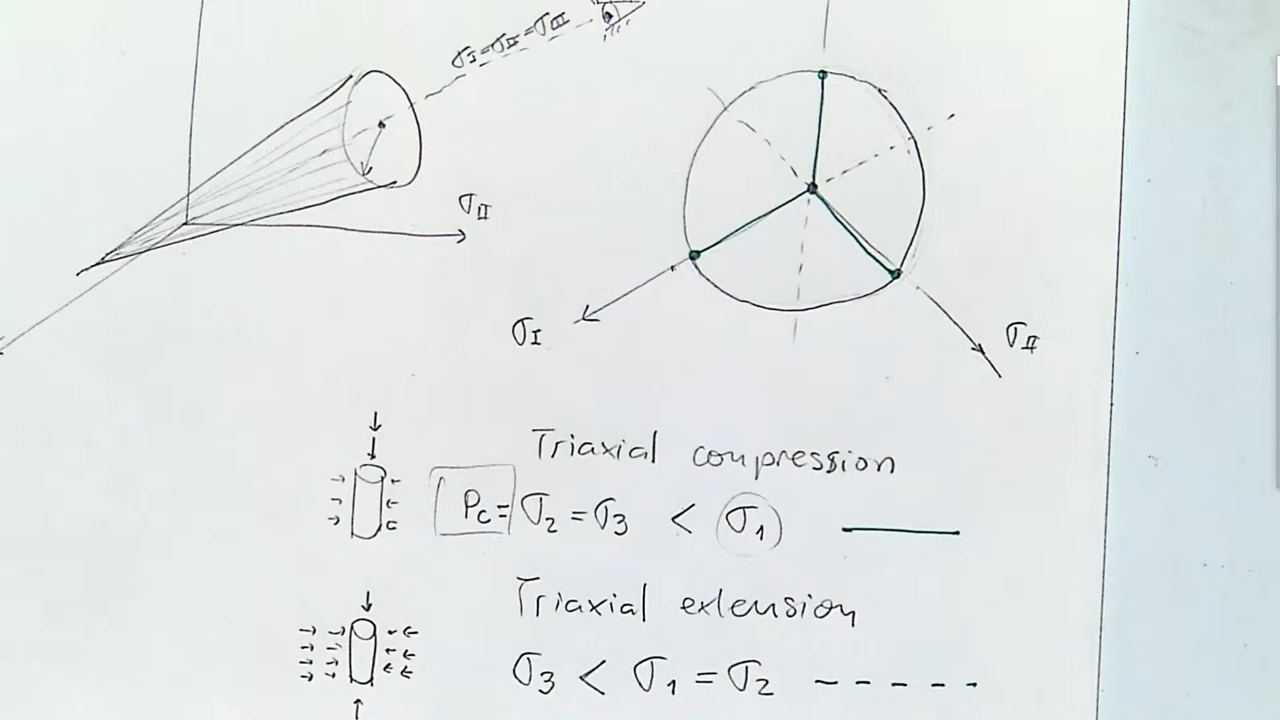 σI=σII=σIII
σII
σI
σII
Triaxial compression
Pc= σ2 = σ3 < σ1
Triaxial extension
σ3 < σ1 = σ2